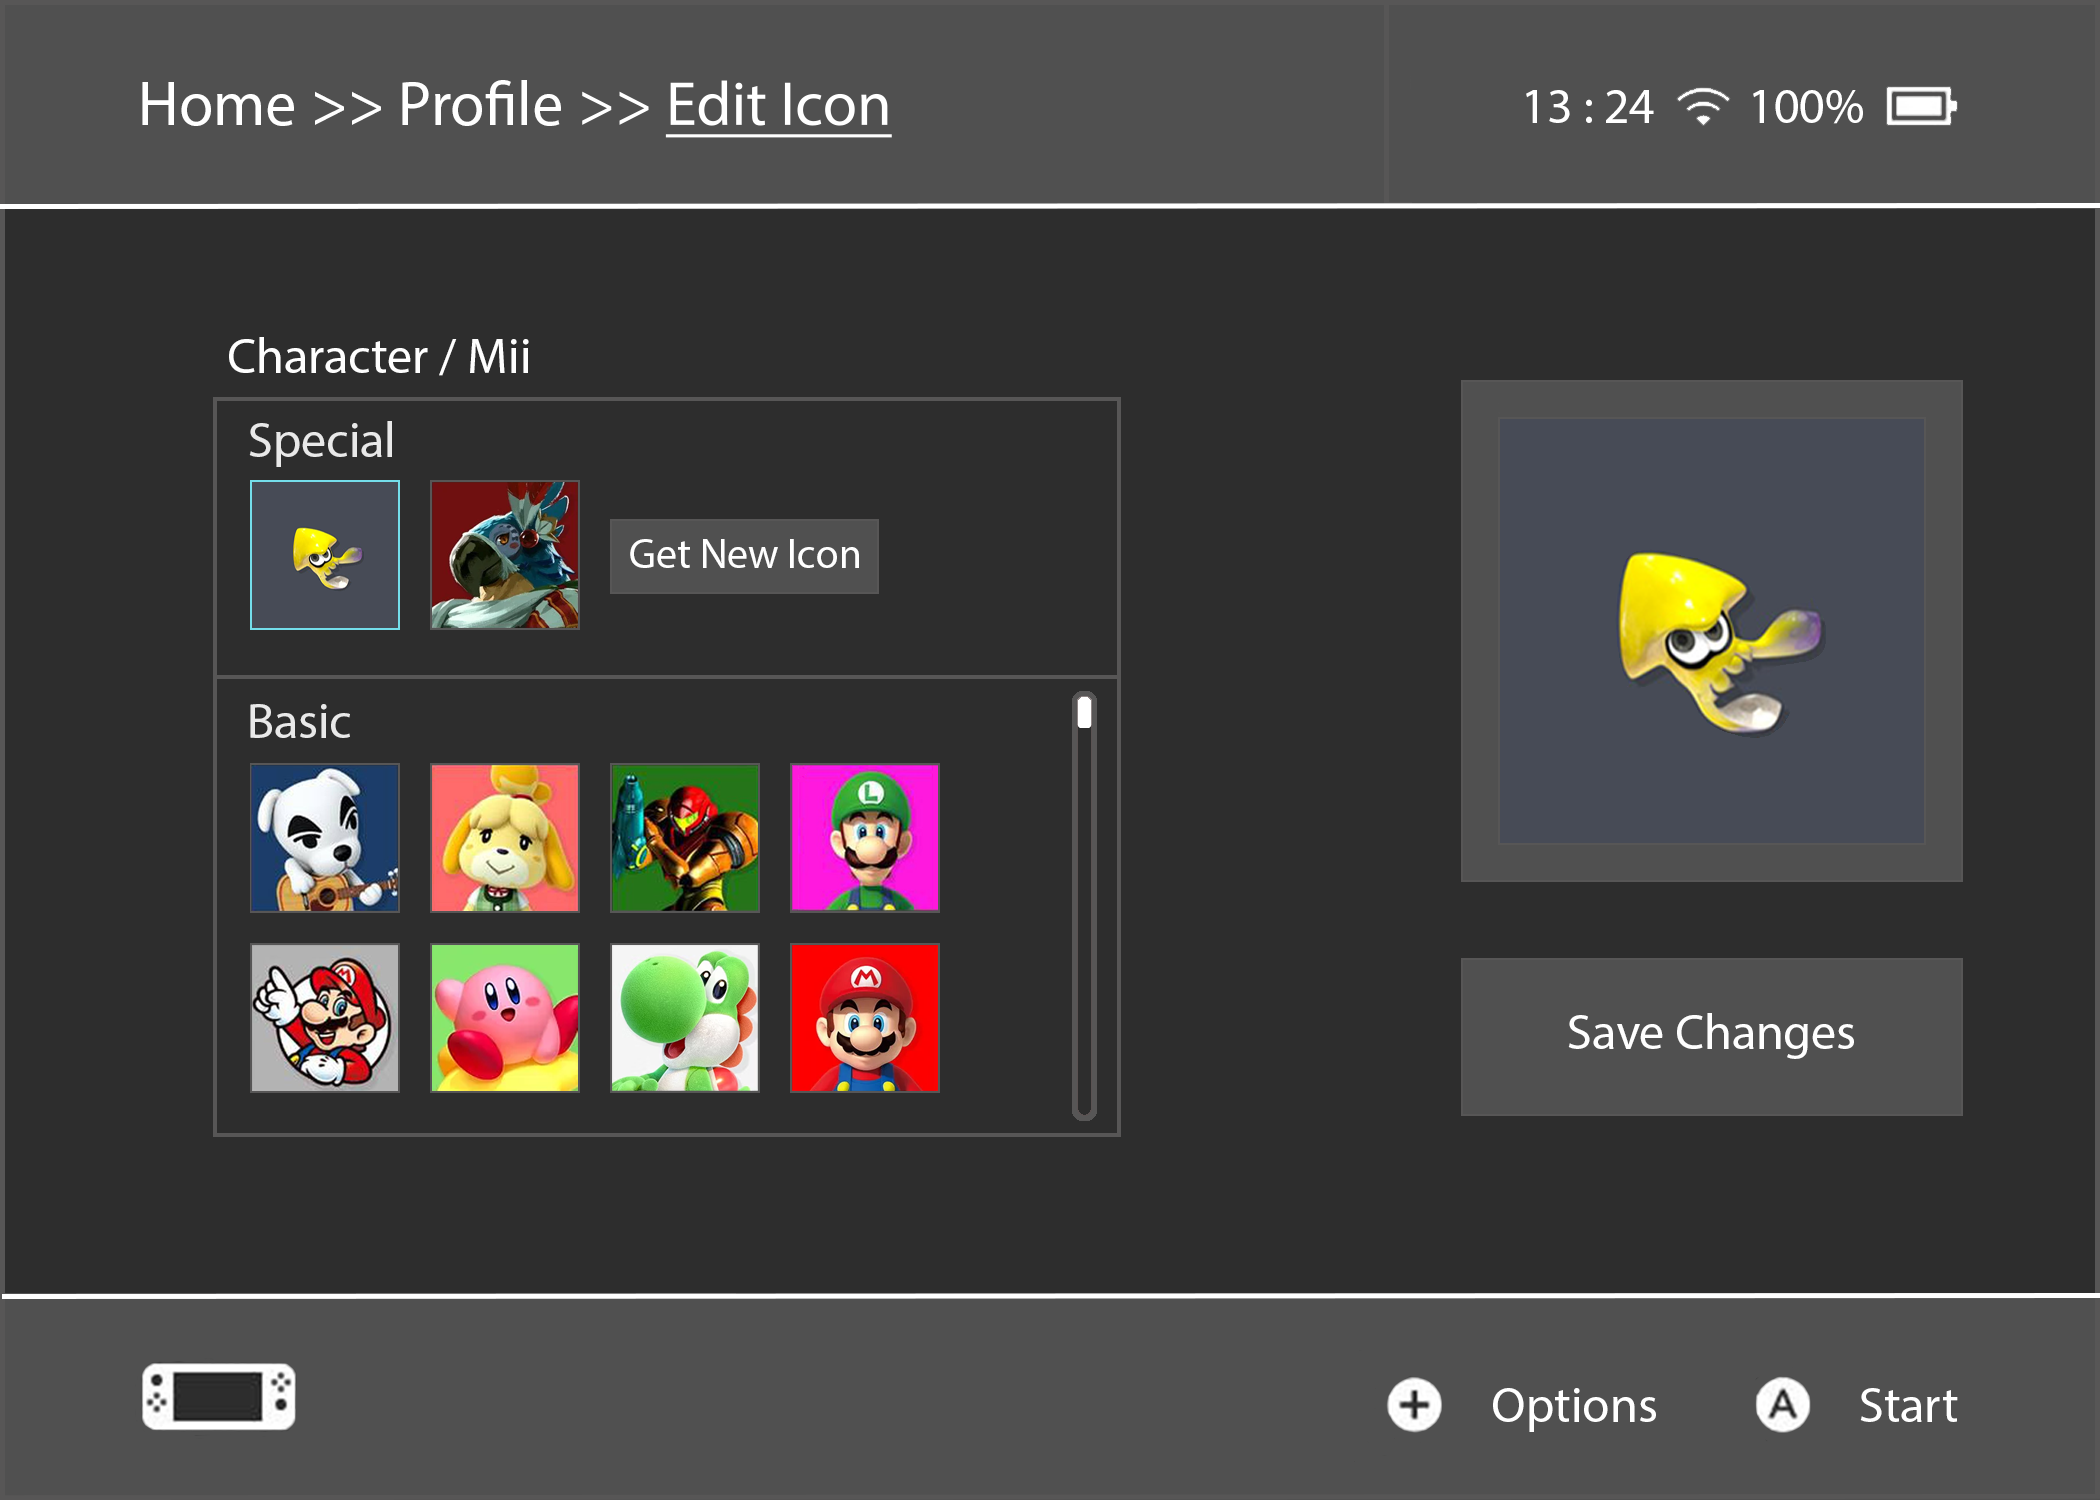 Home >> Profile >> Edit Icon
13 : 24 100%
Character / Mii
Special
Get New Icon
Basic
L
M
M
Save Changes
+ Options A Start